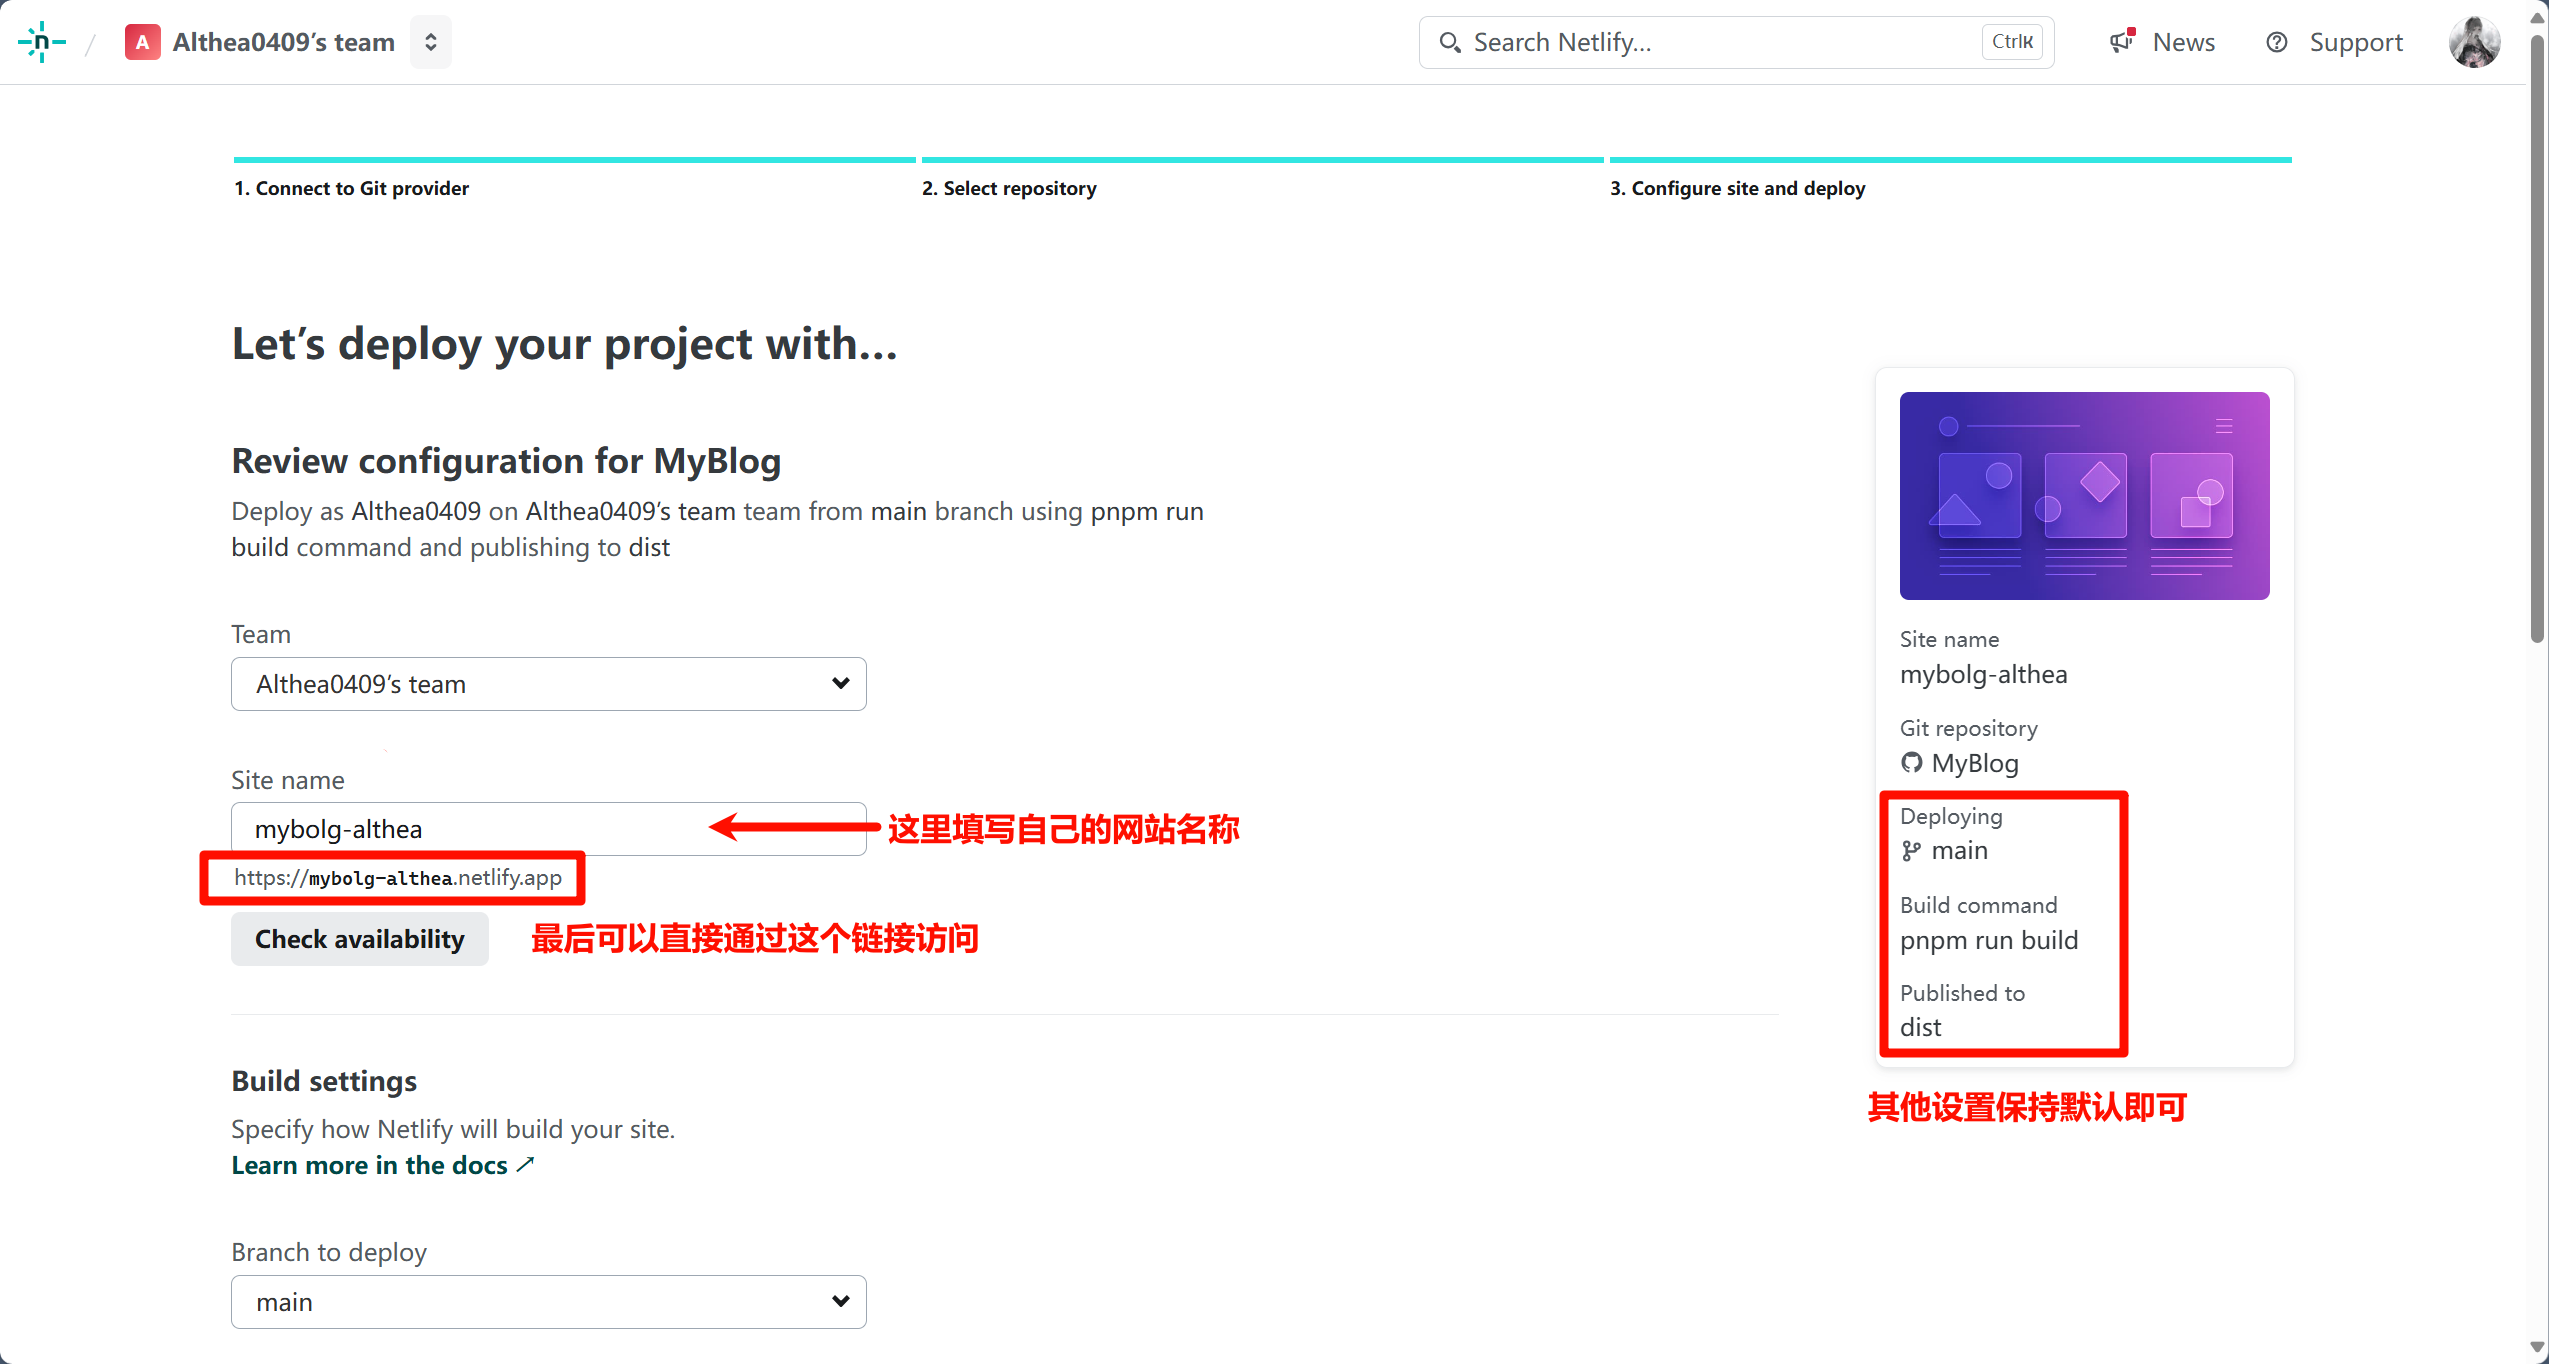 n / A Althea0409’s team
Search Netlify... CtrlK
News
Support
1. Connect to Git provider
2. Select repository
3. Configure site and deploy
Let’s deploy your project with...
Review configuration for MyBlog
Deploy as Althea0409 on Althea0409’s team team from main branch using pnpm run
build command and publishing to dist
Team
Althea0409’s team
Site name
mybolg-althea
这里填写自己的网站名称
https://mybolg-althea.netlify.app
Check availability
最后可以直接通过这个链接访问
Build settings
Specify how Netlify will build your site.
Learn more in the docs ↗
Branch to deploy
main
Site name
mybolg-althea
Git repository
MyBlog
Deploying
main
Build command
pnpm run build
Published to
dist
其他设置保持默认即可